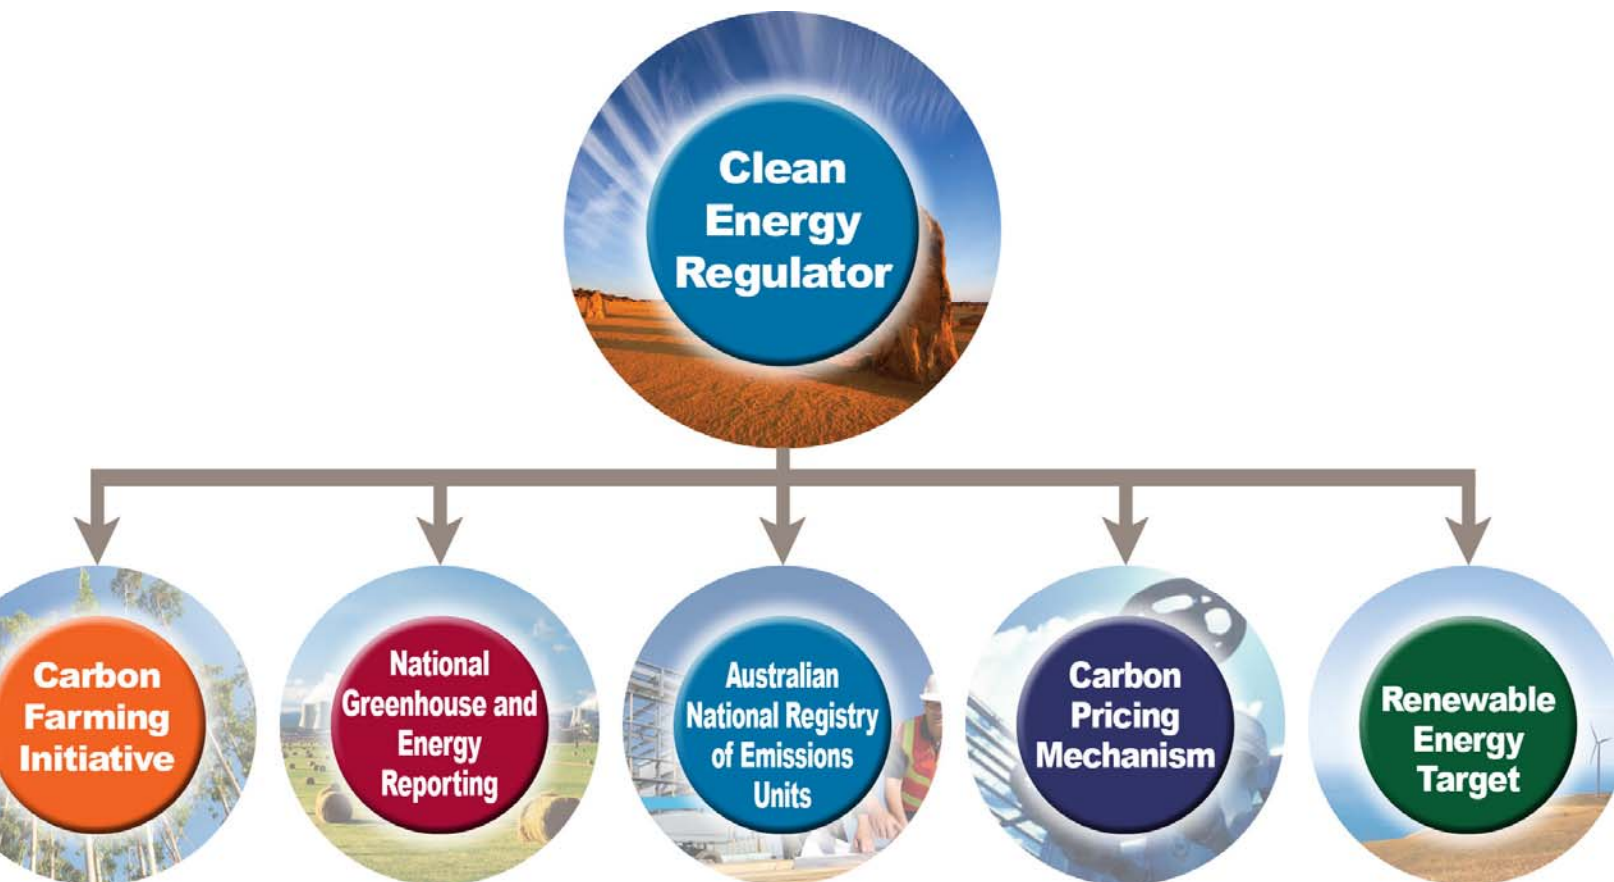 Clean
Energy
Regulator
Carbon
Farming
Initiative
National
Greenhouse and
Energy
Reporting
Australian
National Registry
of Emissions
Units
Carbon
Pricing
Mechanism
Renewable
Energy
Target